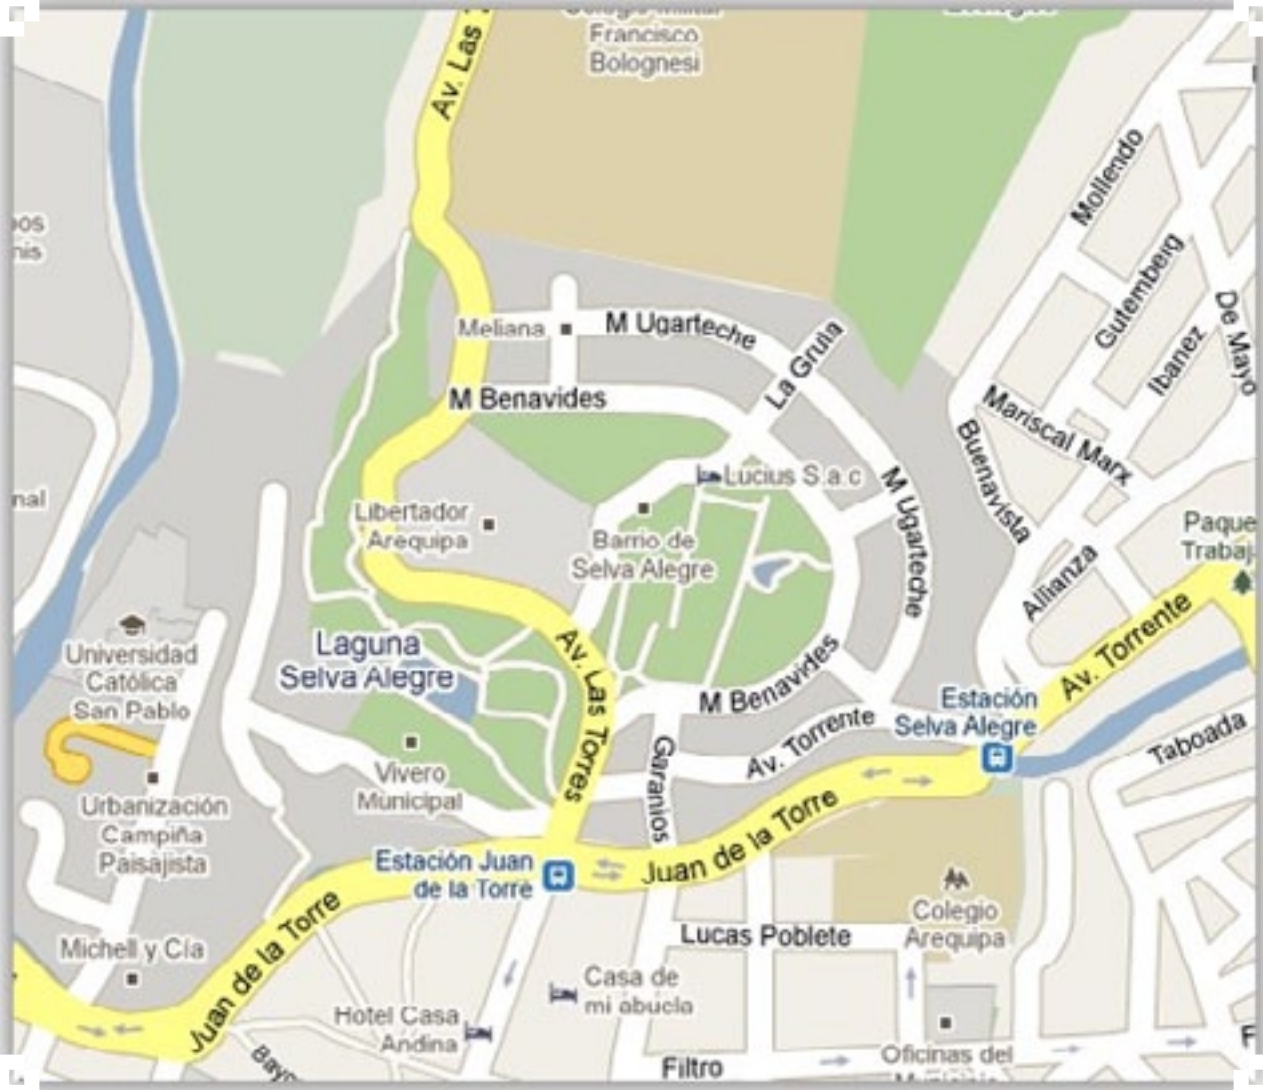 Francisco
Bolognesi
Av. Las
Mollendo
Gutemberg
Ibanez
De Mayo
Meliana
M Ugarteche
La Gruia
M Benavides
Mariscal Marx
Buenavista
Lucius S.a.c
M Ugarteche
Libertador
Arequipa
Barrio de
Selva Alegre
Allianza
Paque
Trabaj
Av. Torrente
Universidad
Católica
San Pablo
Laguna
Selva Alegre
Av. Las Torres
M Benavides
Estación
Selva Alegre
Av. Torrente
Garanios
Taboada
Vivero
Municipal
Urbanización
Campiña
Paisajista
Estación Juan
de la Torre
Juan de la Torre
Colegio
Arequipa
Lucas Poblete
Juan de la Torre
Michell y Cía
Casa de
mi abucla
Hotel Casa
Andina
Filtro
Oficinas del